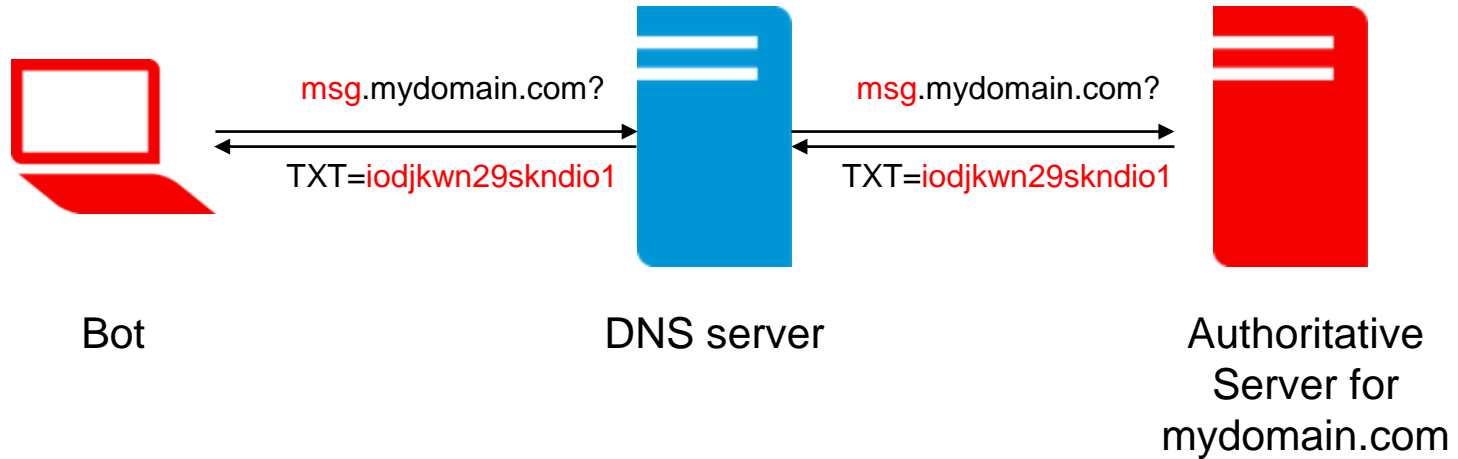 msg.mydomain.com?
msg.mydomain.com?
TXT=iodjkwn29skndio1
TXT=iodjkwn29skndio1
Bot
DNS server
Authoritative
Server for
mydomain.com